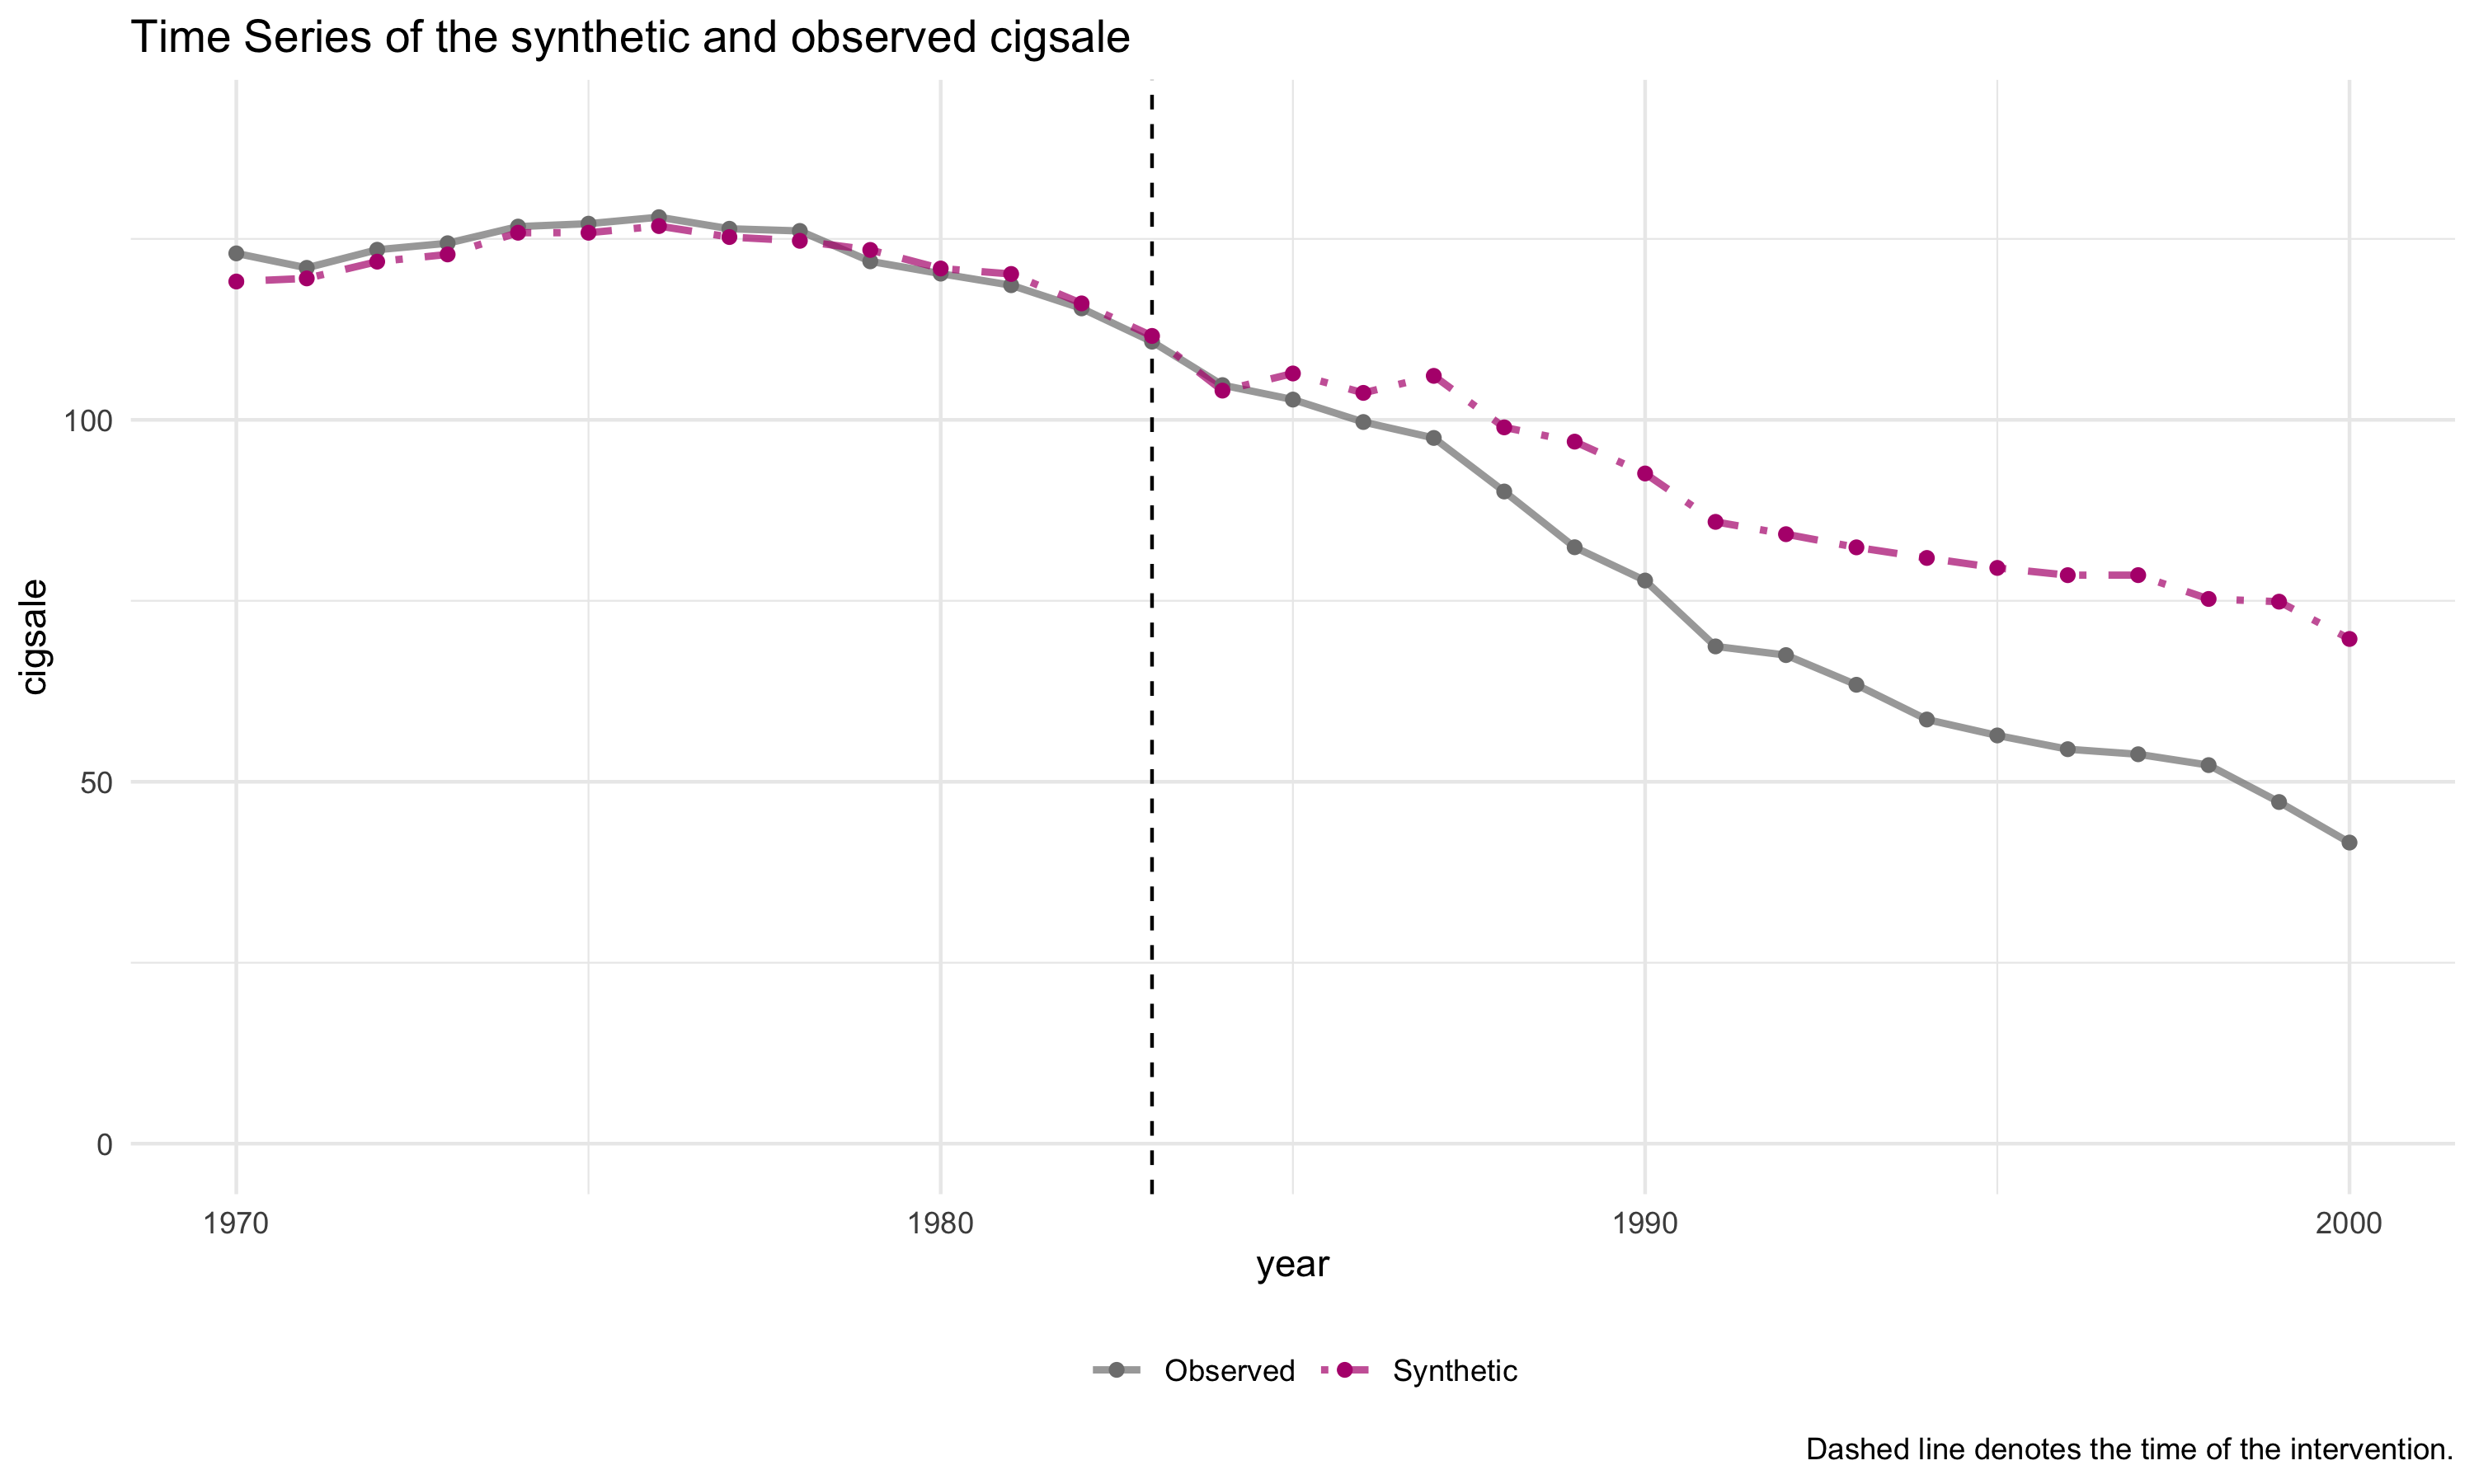 Time Series of the synthetic and observed cigsale
cigsale
100
50
0
1970 1980 1990 2000
year
Observed Synthetic
Dashed line denotes the time of the intervention.